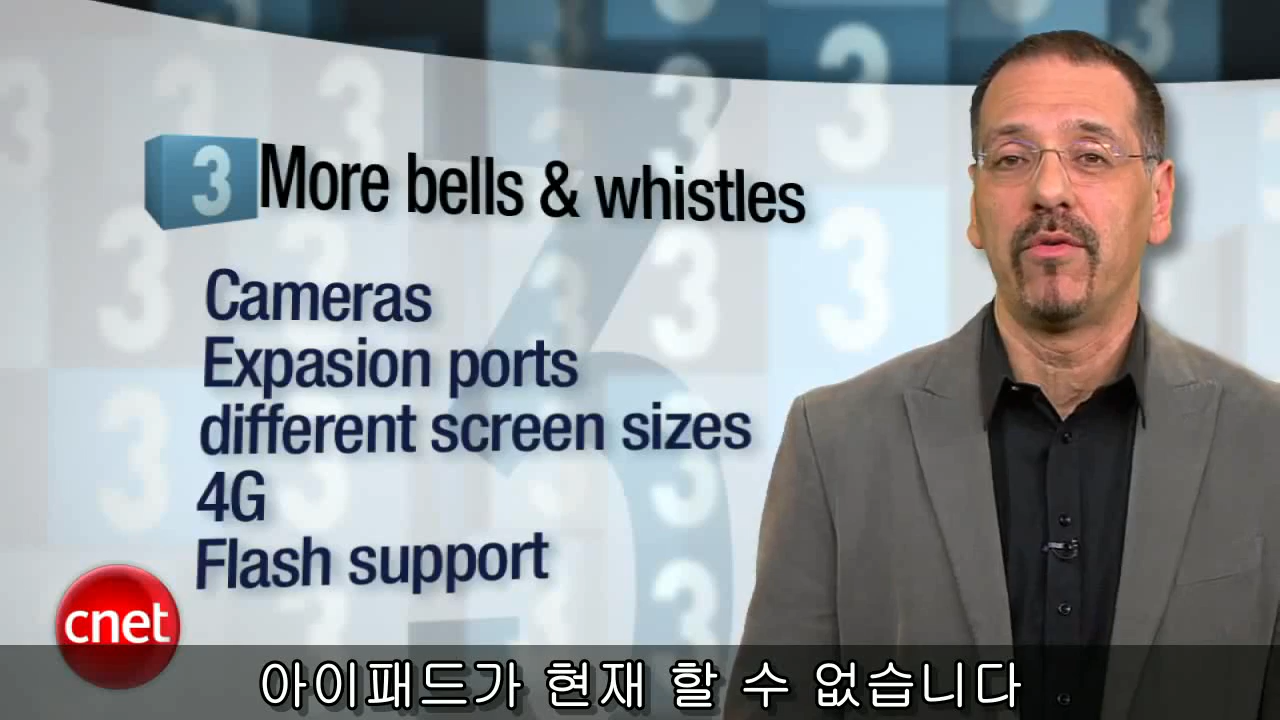 3 More bells & whistles
Cameras
Expasion ports
different screen sizes
4G
Flash support
cnet
아이패드가 현재 할 수 없습니다